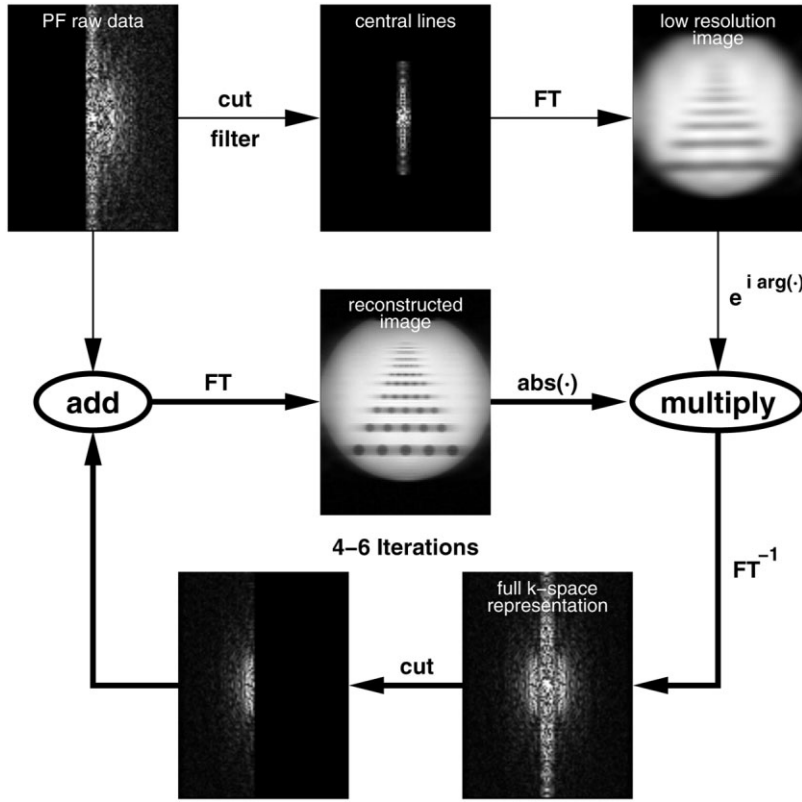 PF raw data
central lines
low resolution
image
cut
filter
FT
e^i arg(·)
reconstructed
image
add
FT
abs(·)
multiply
4–6 Iterations
FT^−1
full k–space
representation
cut